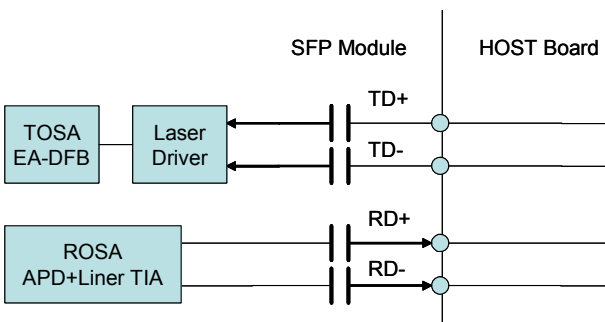 SFP Module
HOST Board
TD+
TOSA
EA-DFB
Laser
Driver
TD-
RD+
ROSA
APD+Liner TIA
RD-